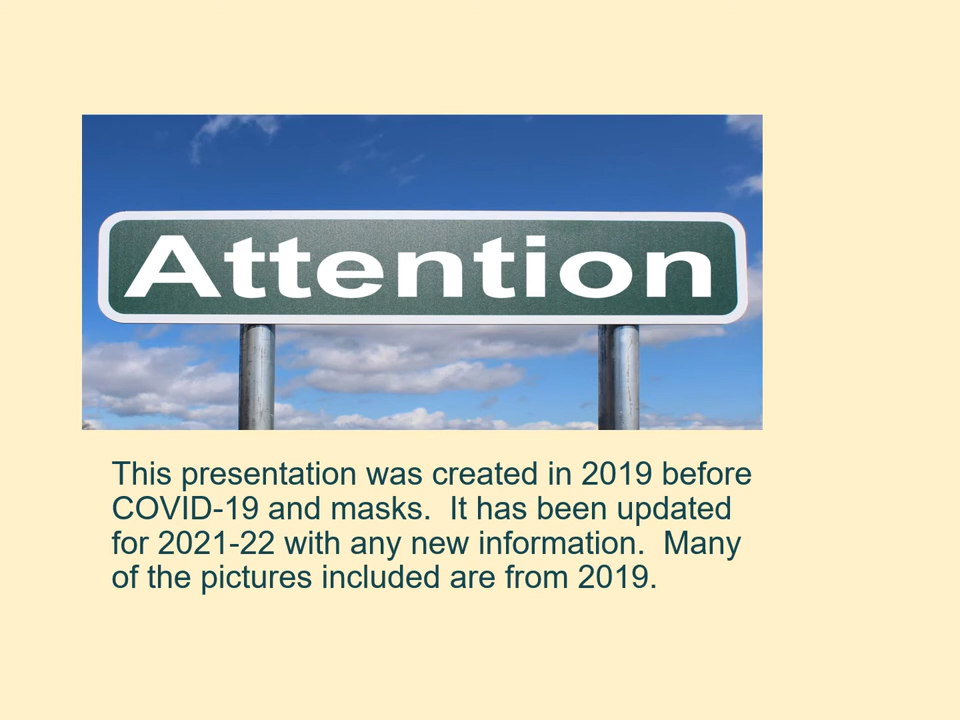 Attention
This presentation was created in 2019 before
COVID-19 and masks.  It has been updated
for 2021-22 with any new information.  Many
of the pictures included are from 2019.